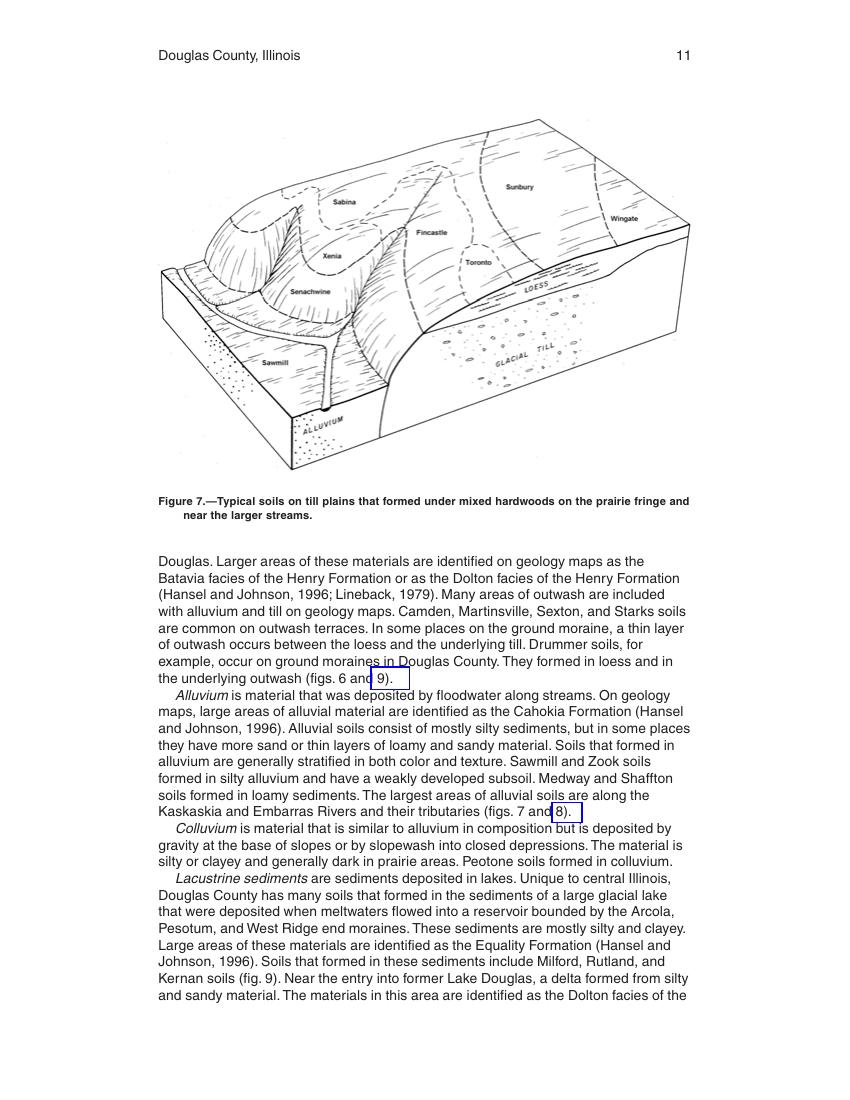 Douglas County, Illinois 11
Sabina
Sunbury
Wingate
Fincastle
Xenia
Toronto
Senachwine
LOESS
GLACIAL TILL
Sawmill
ALLUVIUM
Figure 7.—Typical soils on till plains that formed under mixed hardwoods on the prairie fringe and
near the larger streams.
Douglas. Larger areas of these materials are identified on geology maps as the
Batavia facies of the Henry Formation or as the Dolton facies of the Henry Formation
(Hansel and Johnson, 1996; Lineback, 1979). Many areas of outwash are included
with alluvium and till on geology maps. Camden, Martinsville, Sexton, and Starks soils
are common on outwash terraces. In some places on the ground moraine, a thin layer
of outwash occurs between the loess and the underlying till. Drummer soils, for
example, occur on ground moraines in Douglas County. They formed in loess and in
the underlying outwash (figs. 6 and 9).
Alluvium is material that was deposited by floodwater along streams. On geology
maps, large areas of alluvial material are identified as the Cahokia Formation (Hansel
and Johnson, 1996). Alluvial soils consist of mostly silty sediments, but in some places
they have more sand or thin layers of loamy and sandy material. Soils that formed in
alluvium are generally stratified in both color and texture. Sawmill and Zook soils
formed in silty alluvium and have a weakly developed subsoil. Medway and Shaffton
soils formed in loamy sediments. The largest areas of alluvial soils are along the
Kaskaskia and Embarras Rivers and their tributaries (figs. 7 and 8).
Colluvium is material that is similar to alluvium in composition but is deposited by
gravity at the base of slopes or by slopewash into closed depressions. The material is
silty or clayey and generally dark in prairie areas. Peotone soils formed in colluvium.
Lacustrine sediments are sediments deposited in lakes. Unique to central Illinois,
Douglas County has many soils that formed in the sediments of a large glacial lake
that were deposited when meltwaters flowed into a reservoir bounded by the Arcola,
Pesotum, and West Ridge end moraines. These sediments are mostly silty and clayey.
Large areas of these materials are identified as the Equality Formation (Hansel and
Johnson, 1996). Soils that formed in these sediments include Milford, Rutland, and
Kernan soils (fig. 9). Near the entry into former Lake Douglas, a delta formed from silty
and sandy material. The materials in this area are identified as the Dolton facies of the